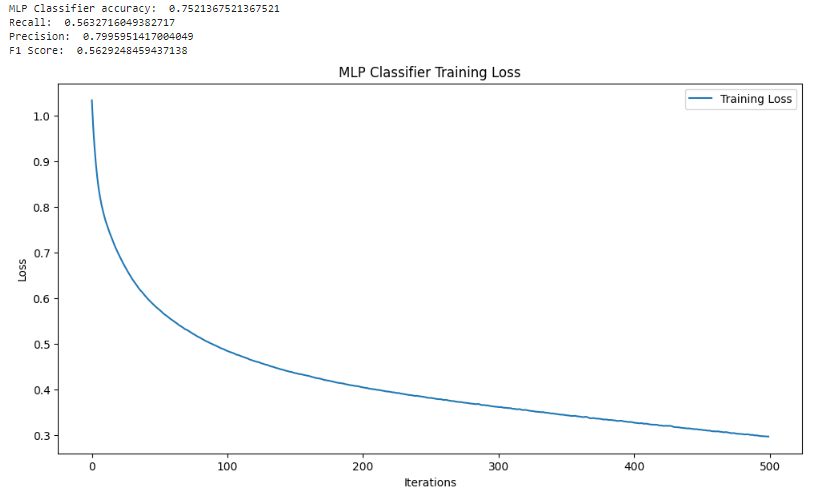 MLP Classifier accuracy:  0.7521367521367521
Recall:  0.5632716049382717
Precision:  0.7995951417004049
F1 Score:  0.5629248459437138
MLP Classifier Training Loss
Training Loss
1.0
0.9
0.8
0.7
0.6
0.5
0.4
0.3
Loss
0 100 200 300 400 500
Iterations